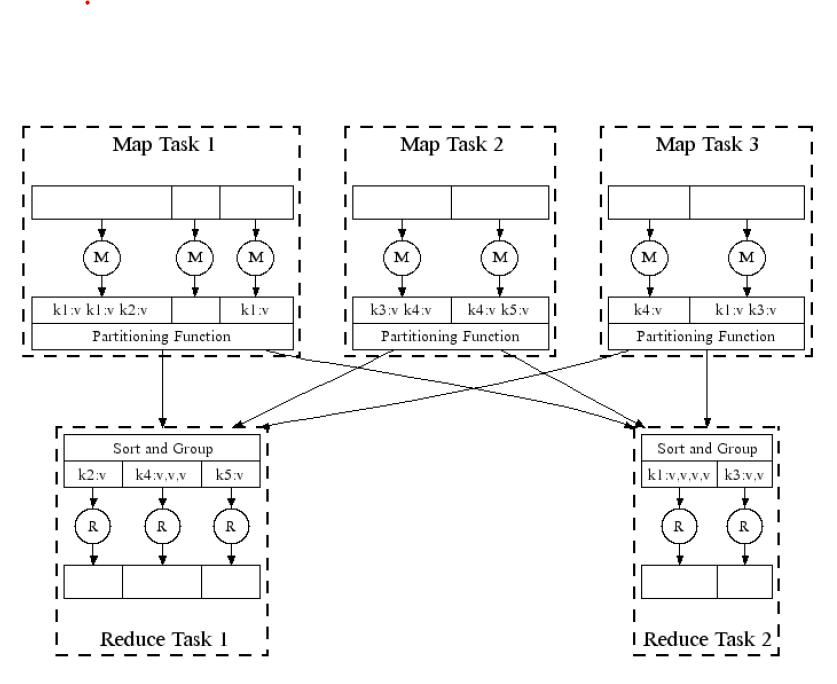 Map Task 1
Map Task 2
Map Task 3
M
M
M
M
M
M
M
k1:v k1:v k2:v
k1:v
k3:v k4:v
k4:v k5:v
k4:v
k1:v k3:v
Partitioning Function
Partitioning Function
Partitioning Function
Sort and Group
Sort and Group
k2:v
k4:v,v,v
k5:v
k1:v,v,v,v
k3:v,v
R
R
R
R
R
Reduce Task 1
Reduce Task 2